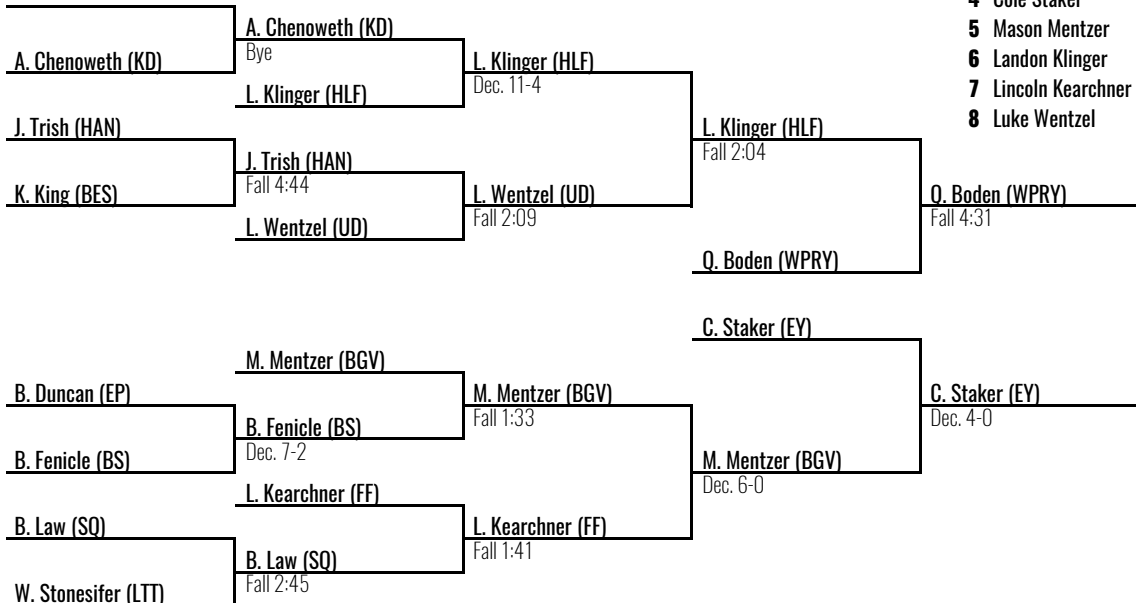 4 Cole Staker
5 Mason Mentzer
6 Landon Klinger
7 Lincoln Kearchner
8 Luke Wentzel
A. Chenoweth (KD)
Bye
A. Chenoweth (KD)
L. Klinger (HLF)
Dec. 11-4
L. Klinger (HLF)
J. Trish (HAN)
L. Klinger (HLF)
Fall 2:04
J. Trish (HAN)
Fall 4:44
K. King (BES)
L. Wentzel (UD)
Fall 2:09
Q. Boden (WPRY)
Fall 4:31
L. Wentzel (UD)
Q. Boden (WPRY)
C. Staker (EY)
M. Mentzer (BGV)
B. Duncan (EP)
M. Mentzer (BGV)
Fall 1:33
C. Staker (EY)
Dec. 4-0
B. Fenicle (BS)
Dec. 7-2
B. Fenicle (BS)
M. Mentzer (BGV)
Dec. 6-0
L. Kearchner (FF)
B. Law (SQ)
L. Kearchner (FF)
Fall 1:41
B. Law (SQ)
Fall 2:45
W. Stonesifer (LTT)